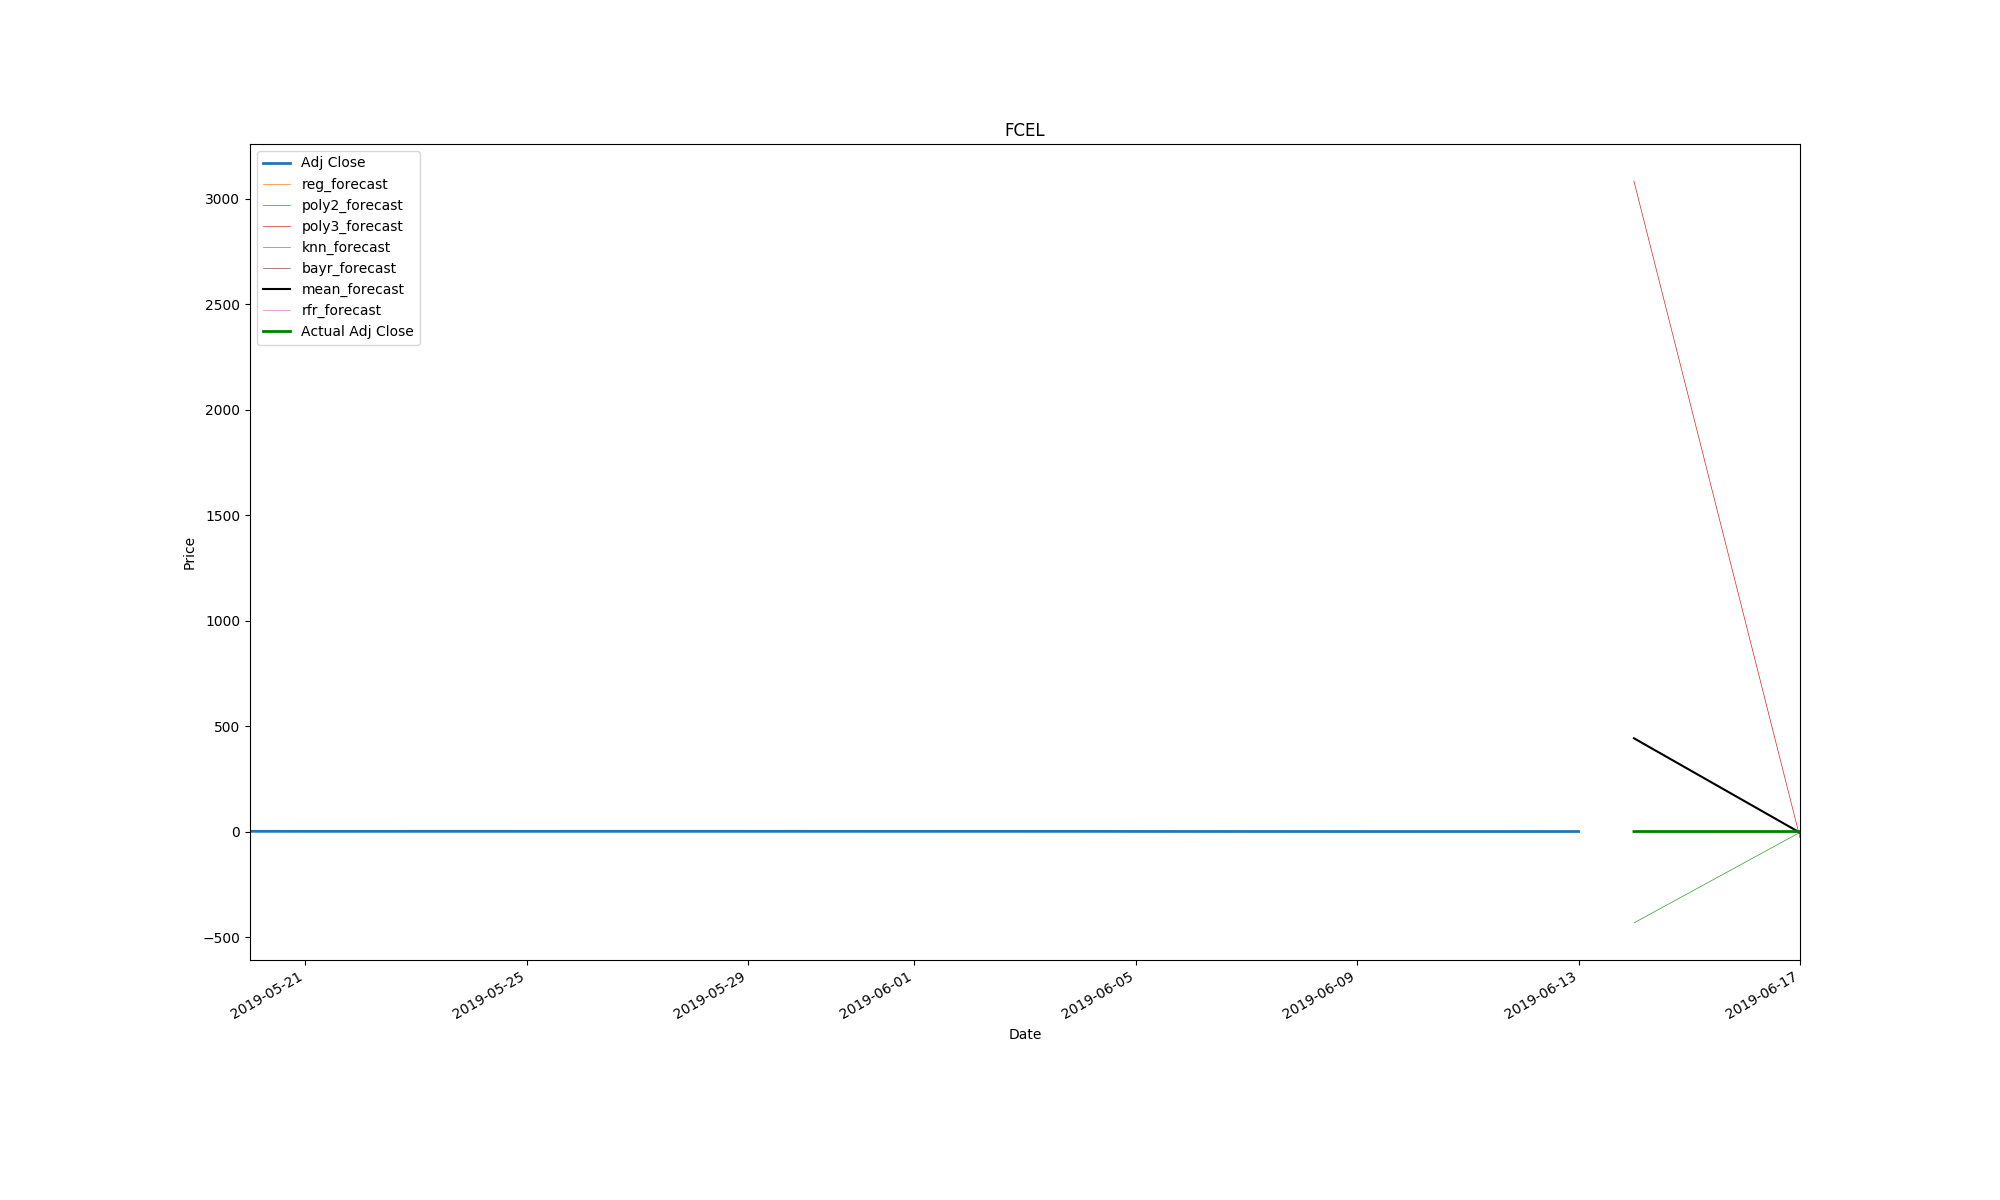 FCEL
Adj Close
reg_forecast
poly2_forecast
poly3_forecast
knn_forecast
bayr_forecast
mean_forecast
rfr_forecast
Actual Adj Close
3000
2500
2000
1500
1000
500
0
−500
Price
2019-05-21
2019-05-25
2019-05-29
2019-06-01
2019-06-05
2019-06-09
2019-06-13
2019-06-17
Date